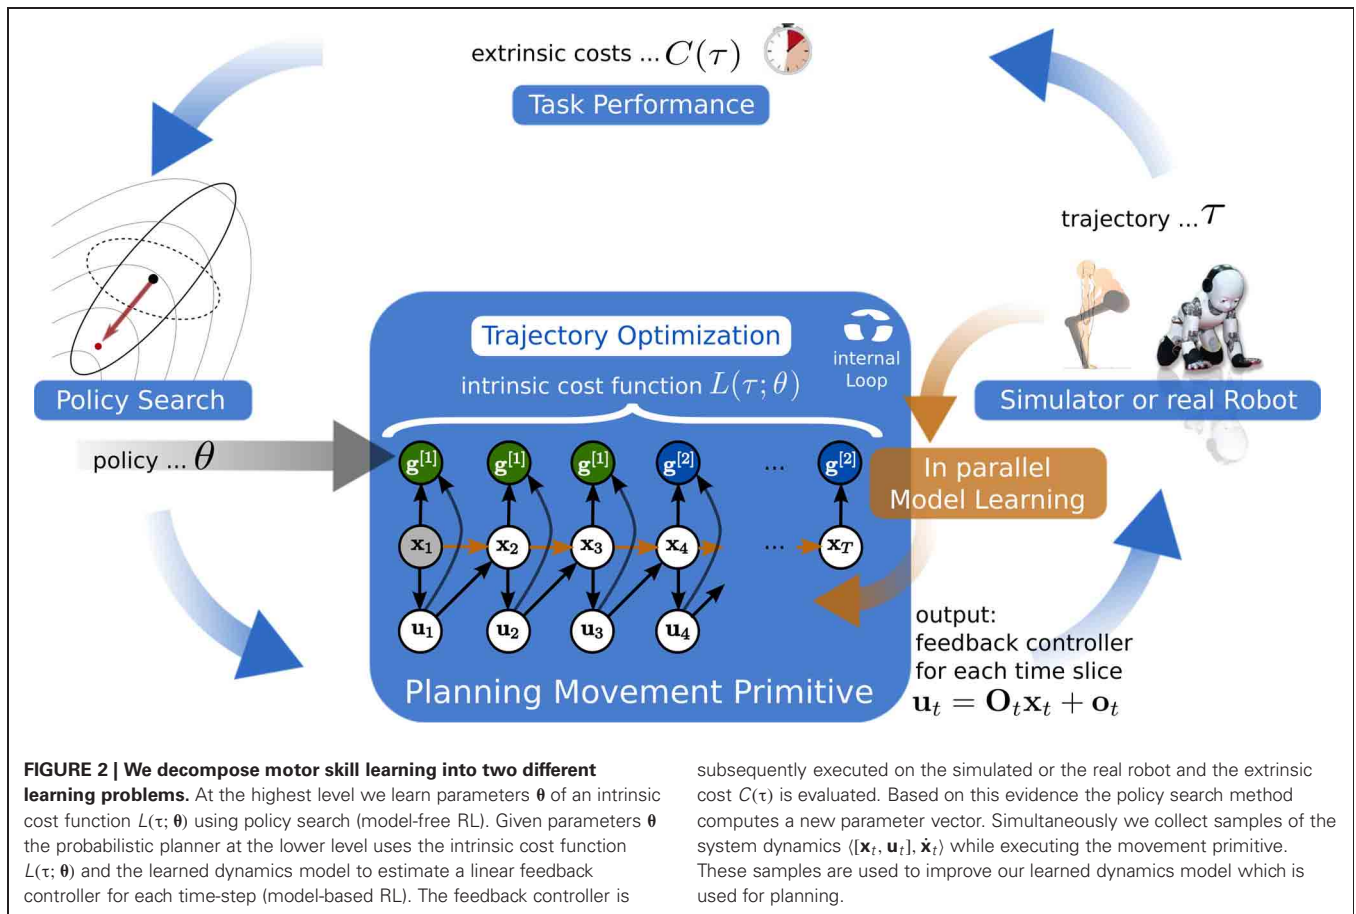 extrinsic costs ... C(τ)
Task Performance
trajectory ... τ
Trajectory Optimization
internal
Loop
intrinsic cost function L(τ; θ)
Policy Search
Simulator or real Robot
policy ... θ
g[1] g[1] g[1] g[2] ... g[2]
In parallel
Model Learning
x1 x2 x3 x4 ... xT
u1 u2 u3 u4
output:
feedback controller
for each time slice
ut = Otxt + ot
Planning Movement Primitive
FIGURE 2 | We decompose motor skill learning into two different
learning problems. At the highest level we learn parameters θ of an intrinsic
cost function L(τ; θ) using policy search (model-free RL). Given parameters θ
the probabilistic planner at the lower level uses the intrinsic cost function
L(τ; θ) and the learned dynamics model to estimate a linear feedback
controller for each time-step (model-based RL). The feedback controller is
subsequently executed on the simulated or the real robot and the extrinsic
cost C(τ) is evaluated. Based on this evidence the policy search method
computes a new parameter vector. Simultaneously we collect samples of the
system dynamics ⟨[xt, ut], ẋt⟩ while executing the movement primitive.
These samples are used to improve our learned dynamics model which is
used for planning.